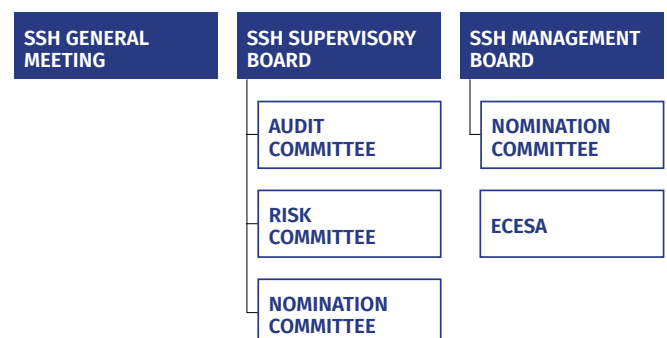 SSH GENERAL
MEETING
SSH SUPERVISORY
BOARD
AUDIT
COMMITTEE
RISK
COMMITTEE
NOMINATION
COMMITTEE
SSH MANAGEMENT
BOARD
NOMINATION
COMMITTEE
ECESA